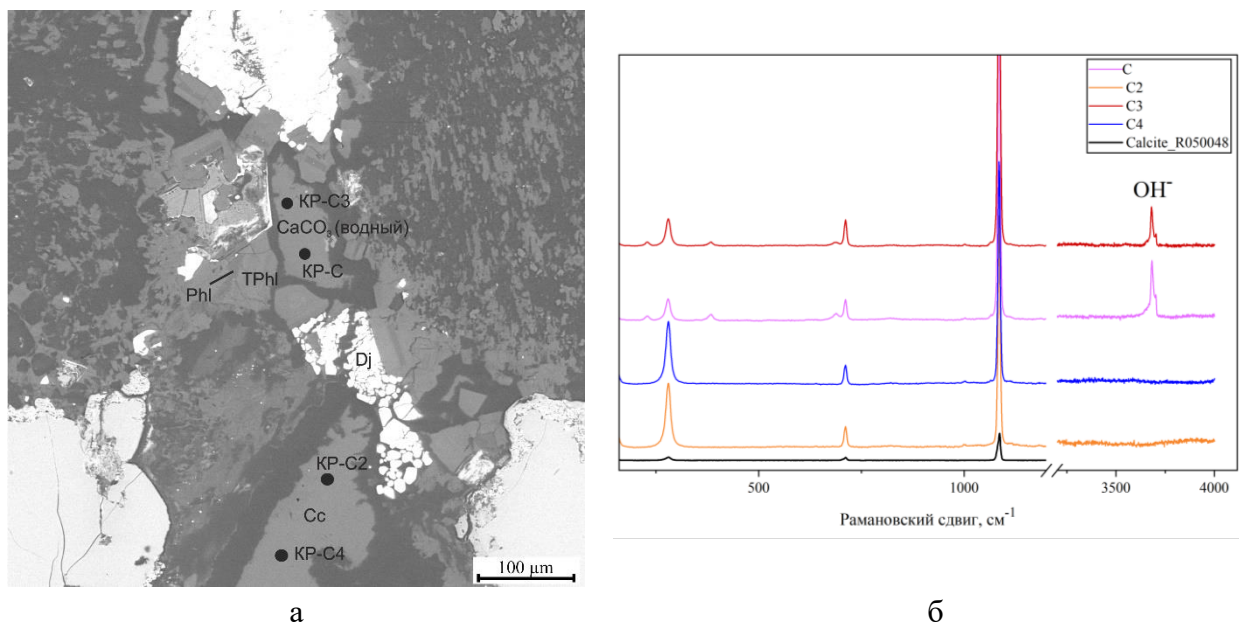 КР-С3
CaCO₃ (водный)
КР-С
Phl
TPhl
Dj
КР-С2
Cc
КР-С4
100 μm
а
C
C2
C3
C4
Calcite_R050048
OH⁻
500
1000
3500
4000
Рамановский сдвиг, см⁻¹
б